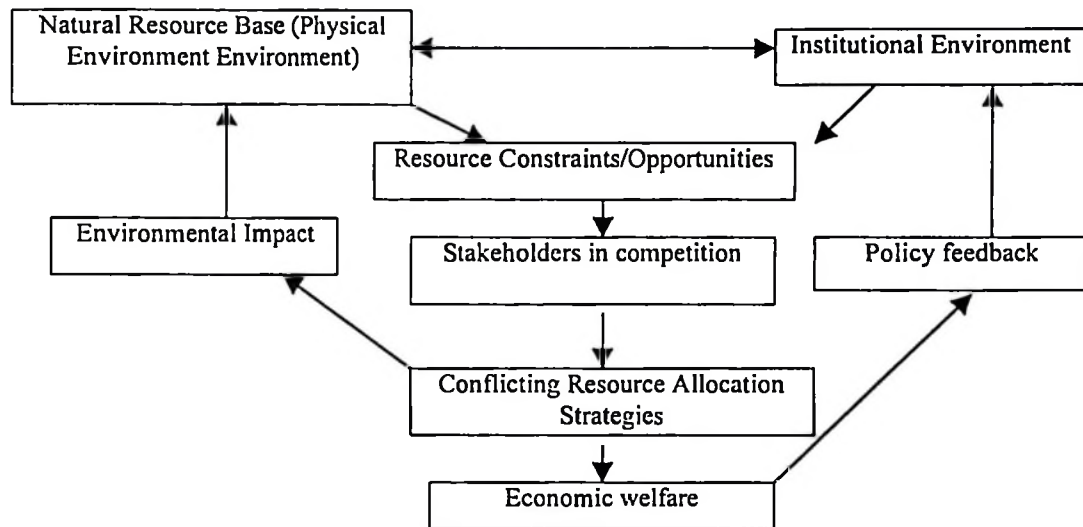 Natural Resource Base (Physical
Environment Environment)
Institutional Environment
Resource Constraints/Opportunities
Environmental Impact
Stakeholders in competition
Policy feedback
Conflicting Resource Allocation
Strategies
Economic welfare